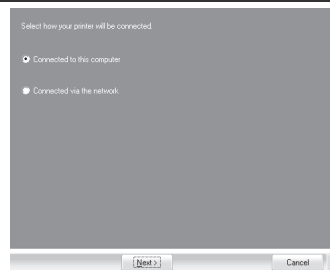 Select how your printer will be connected.
Connected to this computer
Connected via the network
Next >
Cancel